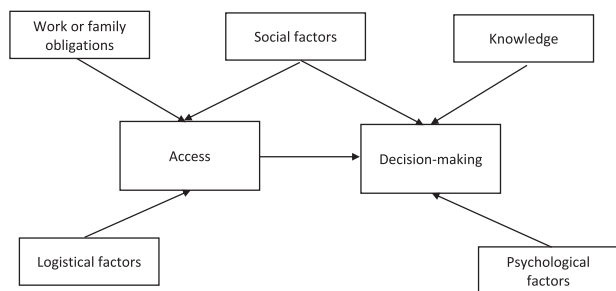 Work or family
obligations
Social factors
Knowledge
Access
Decision-making
Logistical factors
Psychological
factors